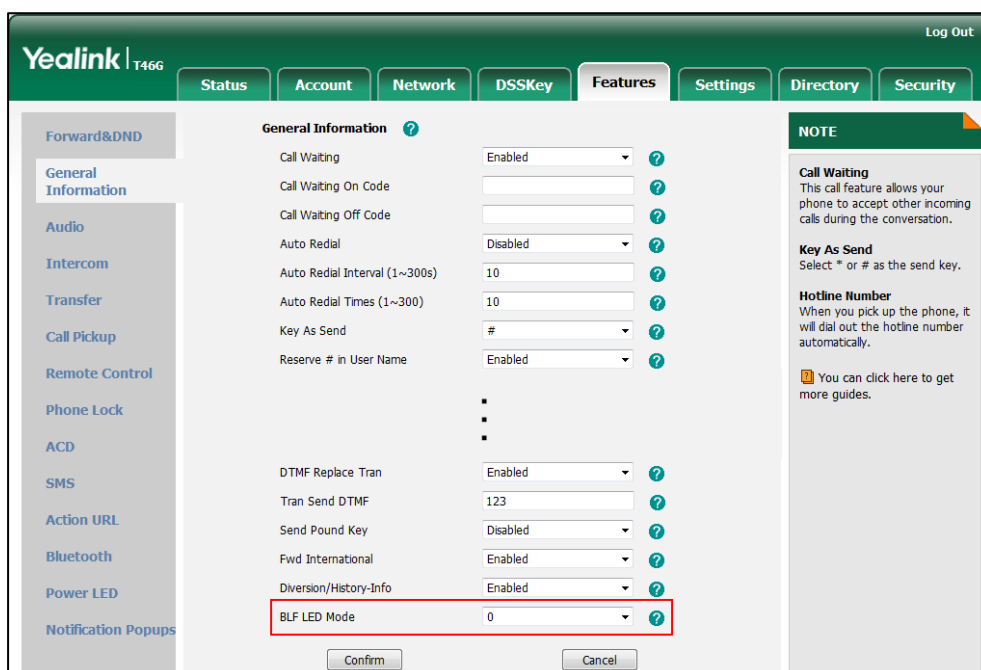 Log Out
Yealink T46G
Status Account Network DSSKey Features Settings Directory Security
Forward&DND
General
Information
Audio
Intercom
Transfer
Call Pickup
Remote Control
Phone Lock
ACD
SMS
Action URL
Bluetooth
Power LED
Notification Popups
General Information ?
Call Waiting Enabled ?
Call Waiting On Code ?
Call Waiting Off Code ?
Auto Redial Disabled ?
Auto Redial Interval (1~300s) 10 ?
Auto Redial Times (1~300) 10 ?
Key As Send # ?
Reserve # in User Name Enabled ?
DTMF Replace Tran Enabled ?
Tran Send DTMF 123 ?
Send Pound Key Disabled ?
Fwd International Enabled ?
Diversion/History-Info Enabled ?
BLF LED Mode 0 ?
Confirm Cancel
NOTE
Call Waiting
This call feature allows your
phone to accept other incoming
calls during the conversation.
Key As Send
Select * or # as the send key.
Hotline Number
When you pick up the phone, it
will dial out the hotline number
automatically.
? You can click here to get
more guides.